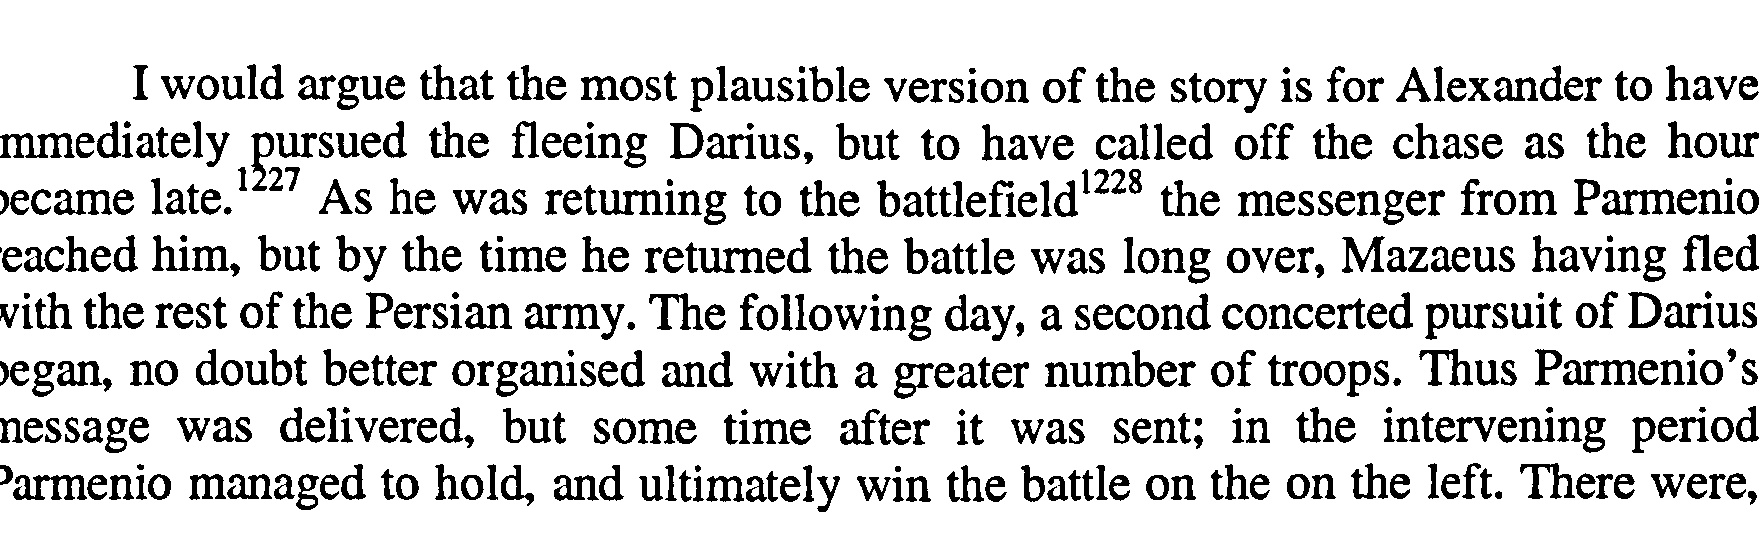 I would argue that the most plausible version of the story is for Alexander to have
immediately pursued the fleeing Darius, but to have called off the chase as the hour
became late.1227 As he was returning to the battlefield1228 the messenger from Parmenio
reached him, but by the time he returned the battle was long over, Mazaeus having fled
with the rest of the Persian army. The following day, a second concerted pursuit of Darius
began, no doubt better organised and with a greater number of troops. Thus Parmenio's
message was delivered, but some time after it was sent; in the intervening period
Parmenio managed to hold, and ultimately win the battle on the on the left. There were,